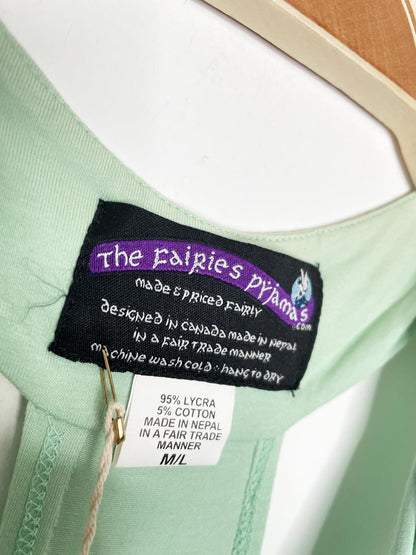 The Fairies Pyjamas
.com
made & priced fairly
designed in Canada made in Nepal
in a fair trade manner
machine wash cold : hang to dry
95% LYCRA
5% COTTON
MADE IN NEPAL
IN A FAIR TRADE
MANNER
M/L